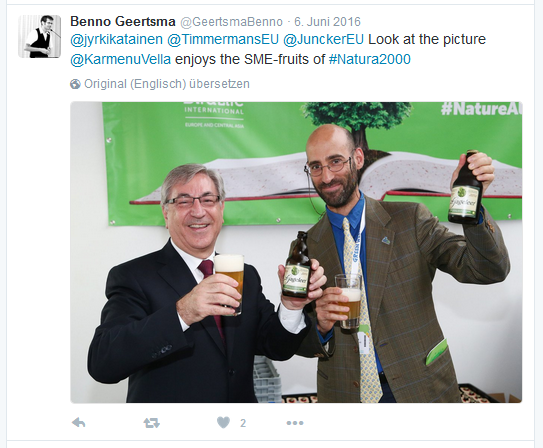 Benno Geertsma @GeertsmaBenno · 6. Juni 2016
@jyrkikatainen @TimmermansEU @JunckerEU Look at the picture
@KarmenuVella enjoys the SME-fruits of #Natura2000
Original (Englisch) übersetzen
INTERNATIONAL
EUROPE AND CENTRAL ASIA
2